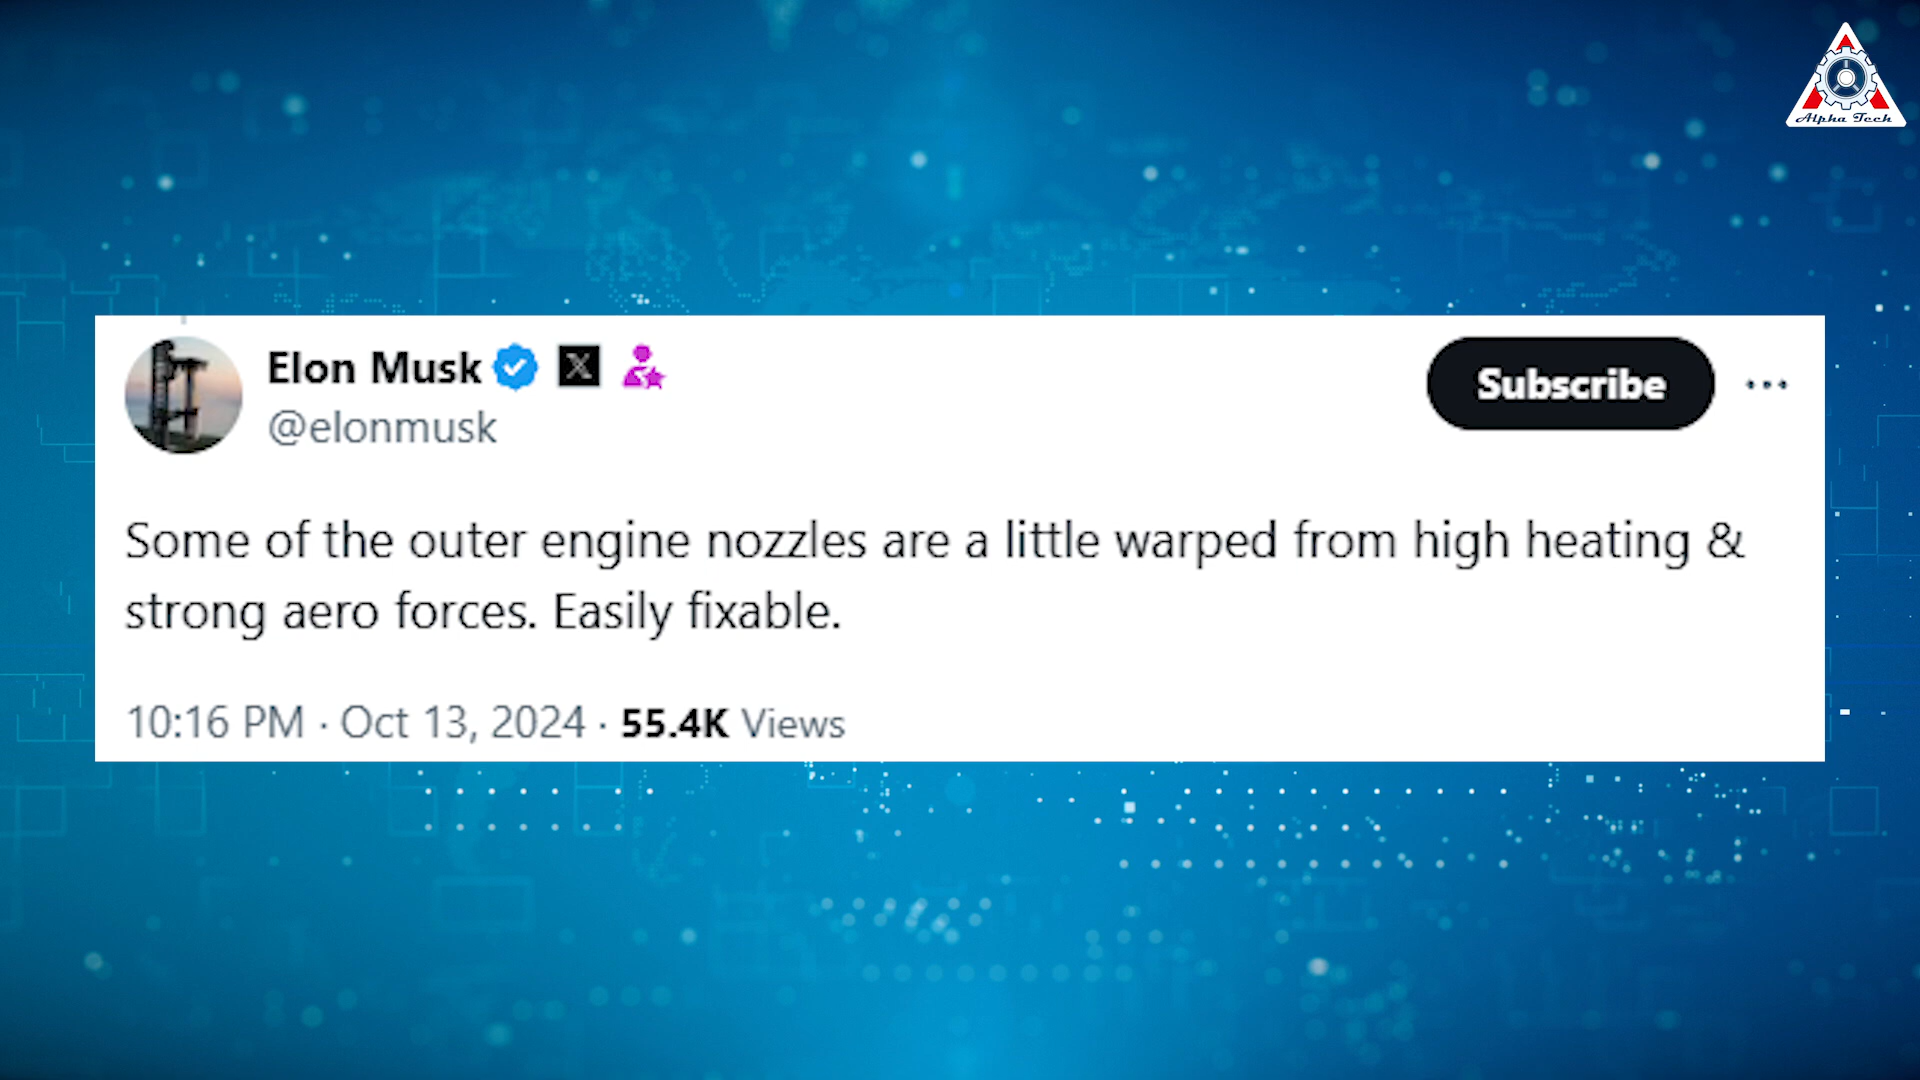 Alpha Tech
Elon Musk
X
Subscribe
@elonmusk
Some of the outer engine nozzles are a little warped from high heating &
strong aero forces. Easily fixable.
10:16 PM · Oct 13, 2024 · 55.4K Views